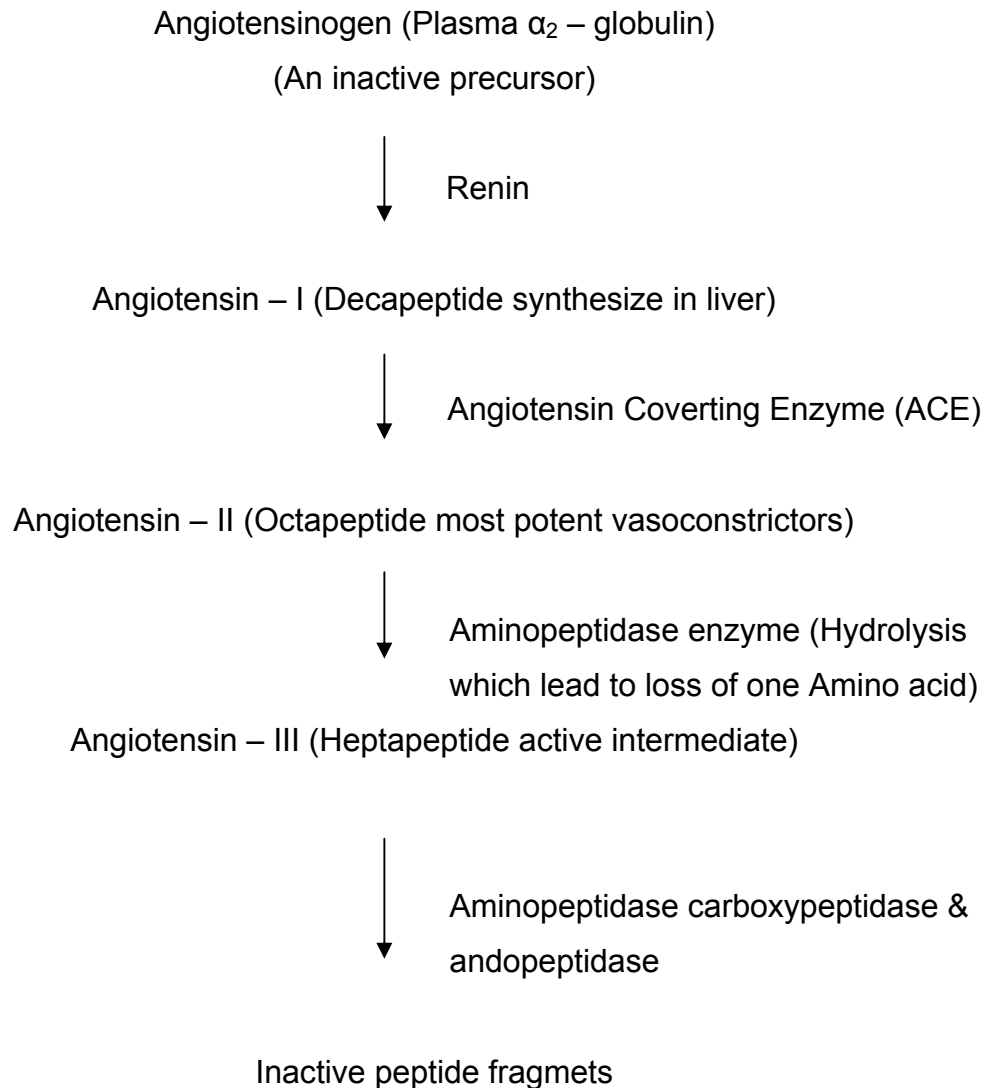 Angiotensinogen (Plasma α₂ – globulin)
(An inactive precursor)
Renin
Angiotensin – I (Decapeptide synthesize in liver)
Angiotensin Coverting Enzyme (ACE)
Angiotensin – II (Octapeptide most potent vasoconstrictors)
Aminopeptidase enzyme (Hydrolysis
which lead to loss of one Amino acid)
Angiotensin – III (Heptapeptide active intermediate)
Aminopeptidase carboxypeptidase &
andopeptidase
Inactive peptide fragmets